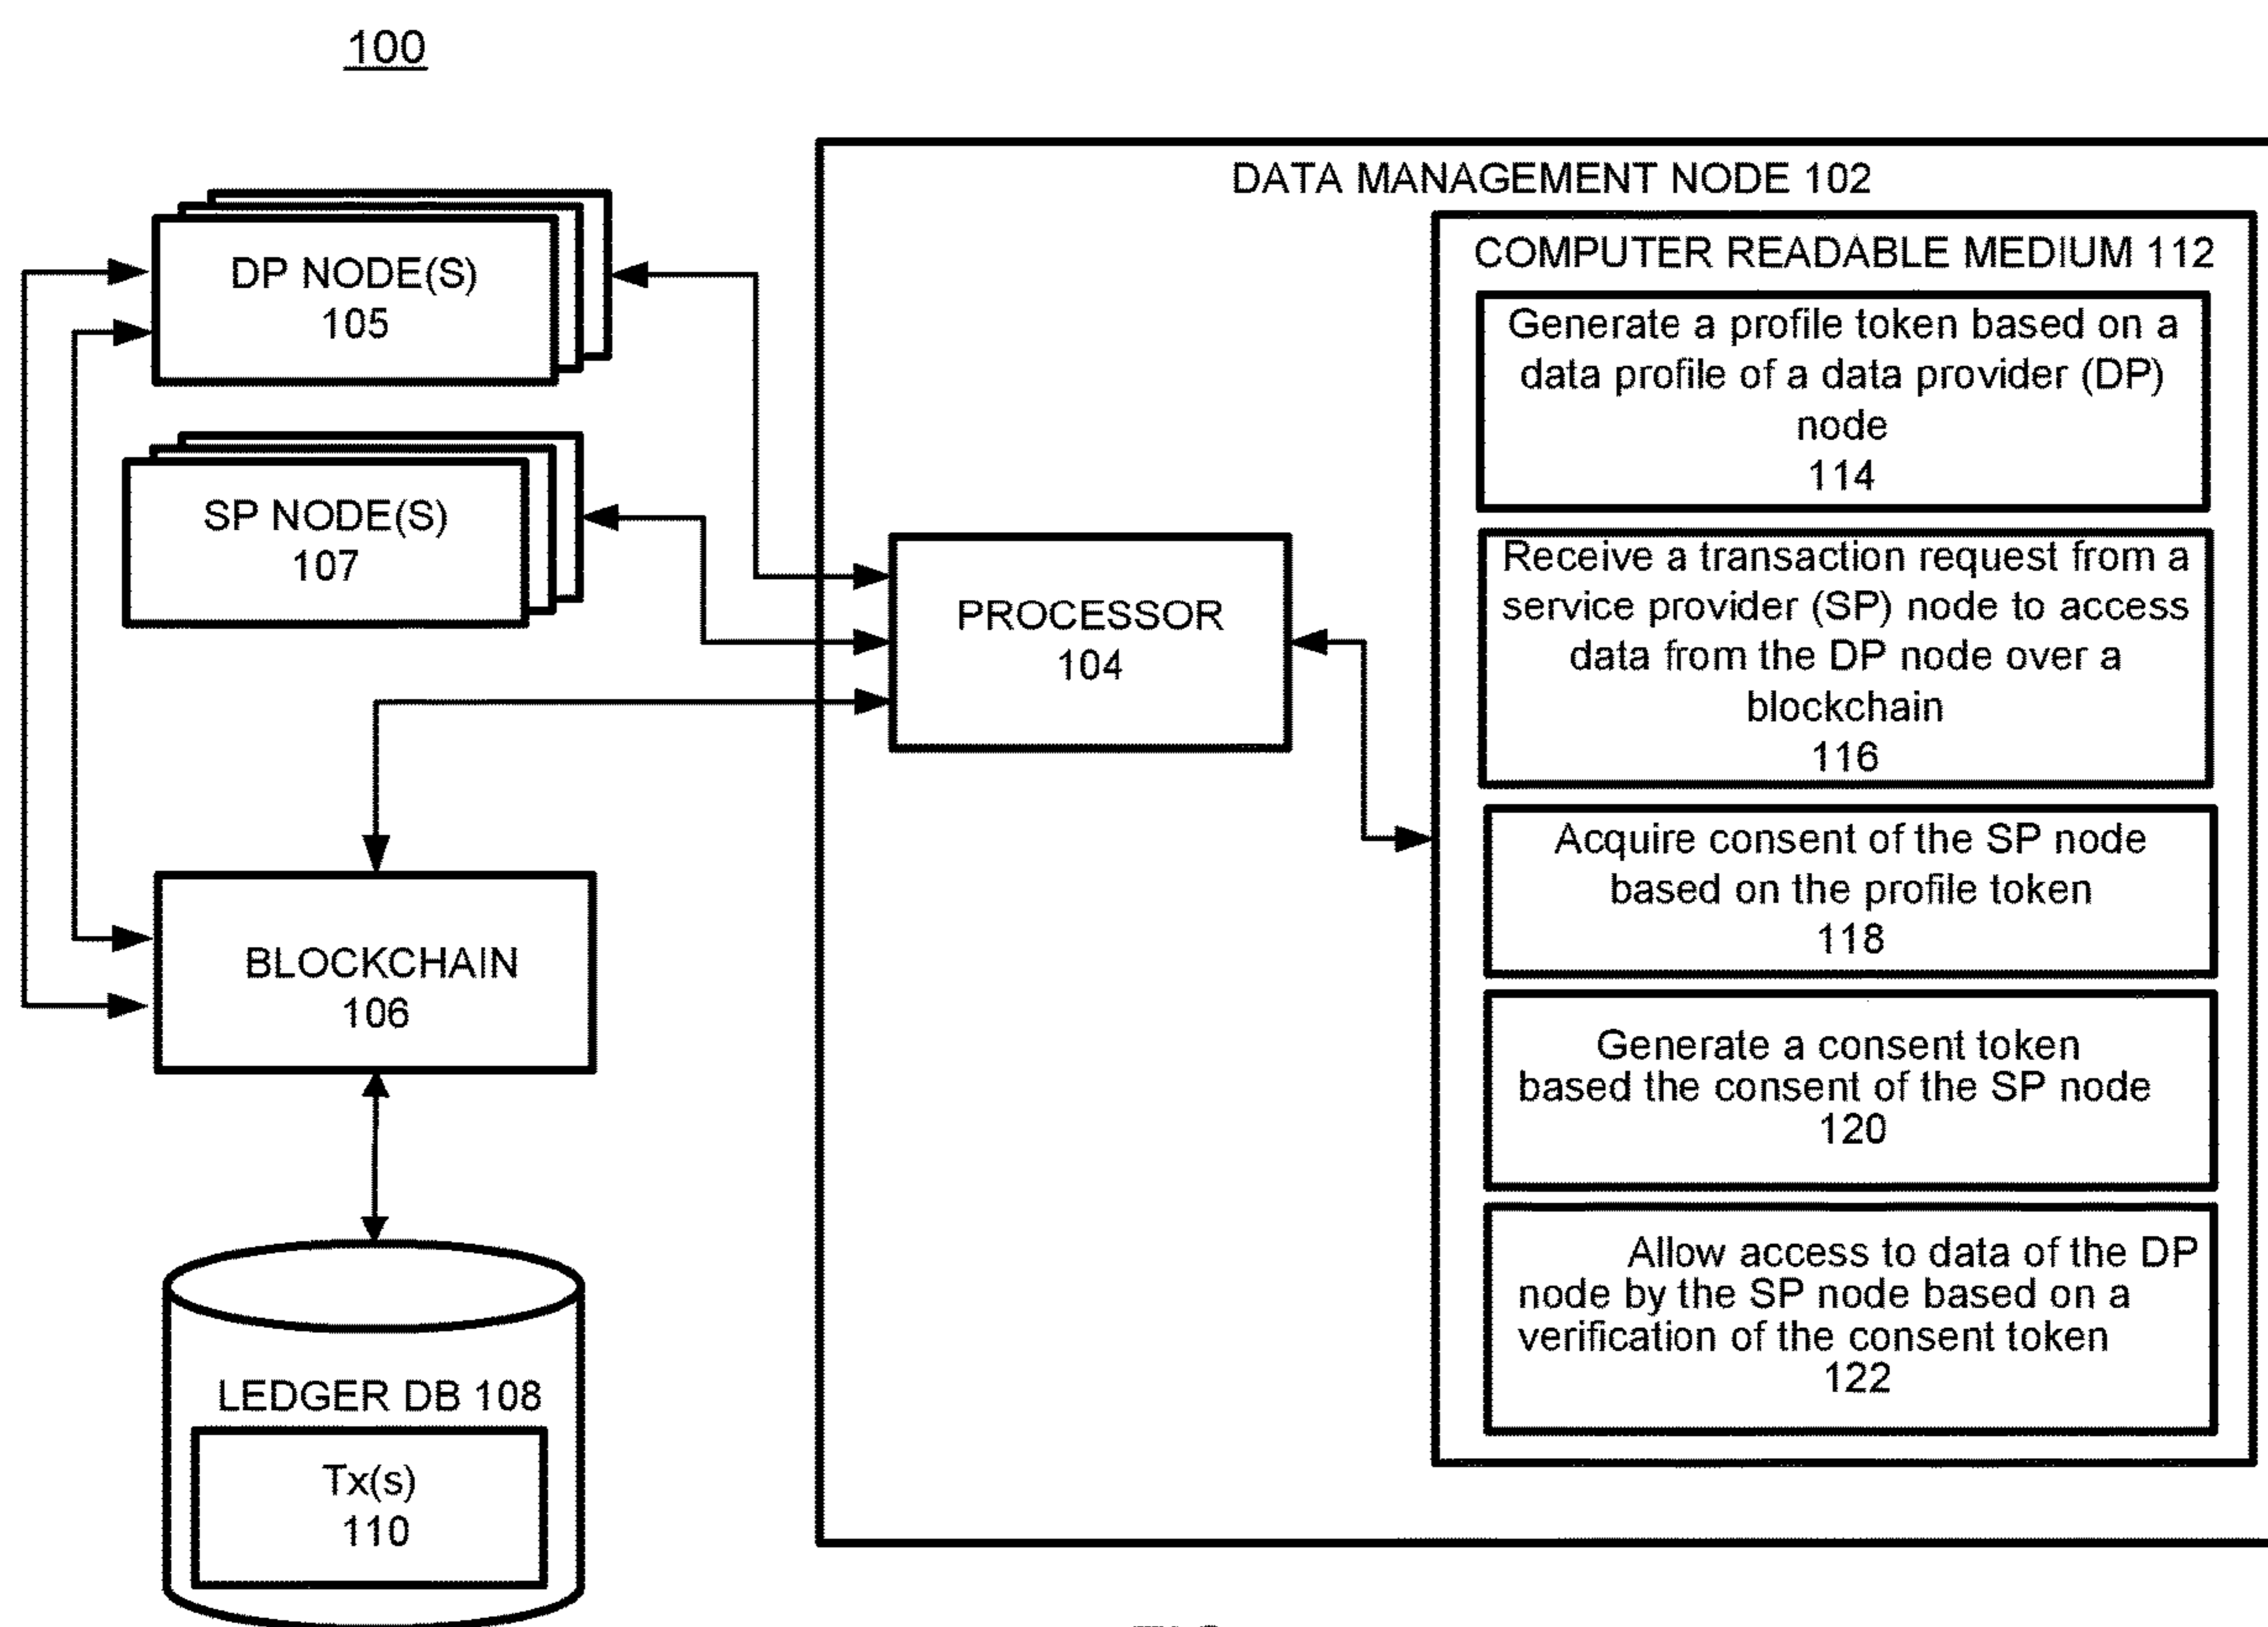 100
DP NODE(S)
105
SP NODE(S)
107
BLOCKCHAIN
106
LEDGER DB 108
Tx(s)
110
DATA MANAGEMENT NODE 102
PROCESSOR
104
COMPUTER READABLE MEDIUM 112
Generate a profile token based on a
data profile of a data provider (DP)
node
114
Receive a transaction request from a
service provider (SP) node to access
data from the DP node over a
blockchain
116
Acquire consent of the SP node
based on the profile token
118
Generate a consent token
based the consent of the SP node
120
Allow access to data of the DP
node by the SP node based on a
verification of the consent token
122